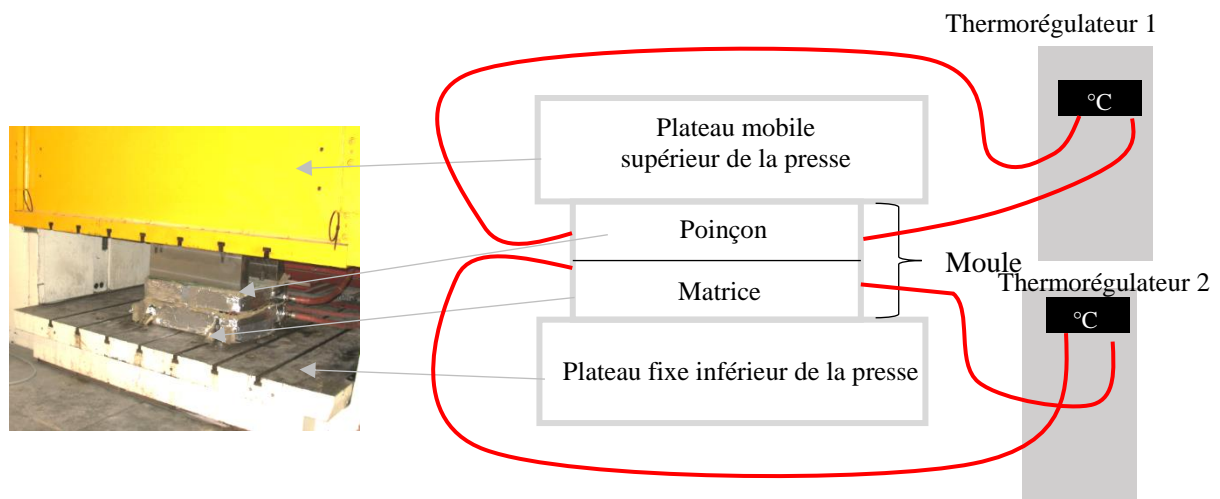 Thermorégulateur 1
°C
Plateau mobile
supérieur de la presse
Poinçon
Moule
Matrice
Thermorégulateur 2
°C
Plateau fixe inférieur de la presse